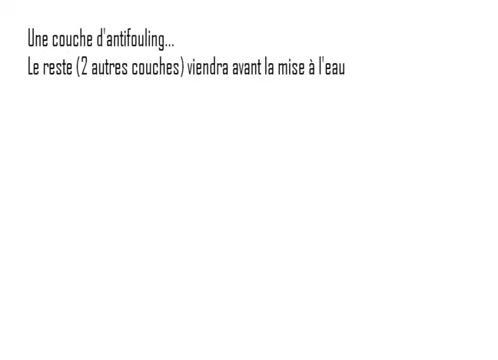 Une couche d'antifouling...
Le reste (2 autres couches) viendra avant la mise à l'eau